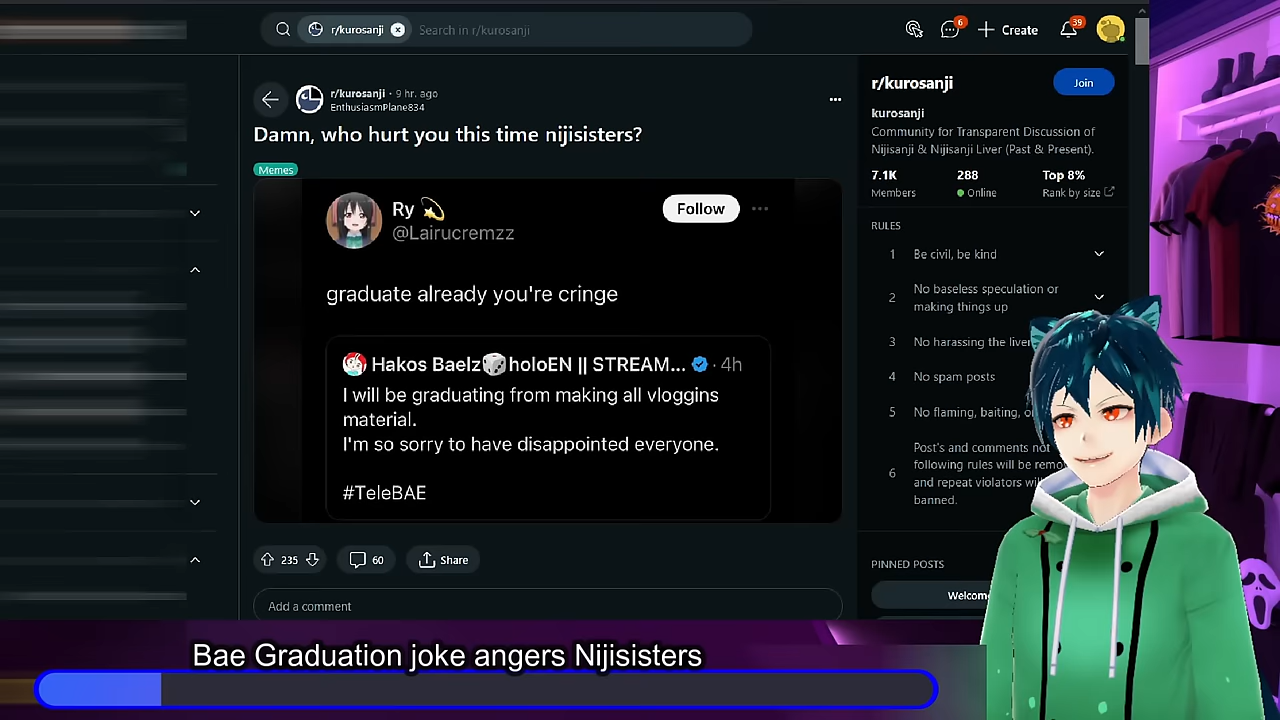 r/kurosanji
Search in r/kurosanji
6
Create
39
r/kurosanji · 9 hr. ago
EnthusiasmPlane834
Damn, who hurt you this time nijisisters?
Memes
Ry
@Lairucremzz
Follow
graduate already you're cringe
Hakos Baelz holoEN || STREAM... · 4h
I will be graduating from making all vloggins
material.
I'm so sorry to have disappointed everyone.
#TeleBAE
235
60
Share
Add a comment
r/kurosanji
Join
kurosanji
Community for Transparent Discussion of
Nijisanji & Nijisanji Liver (Past & Present).
7.1K
288
Top 8%
Members
Online
Rank by size
RULES
1 Be civil, be kind
2 No baseless speculation or
making things up
3 No harassing the liver
4 No spam posts
5 No flaming, baiting, o
6 Post's and comments not
following rules will be remo
and repeat violators wi
banned.
PINNED POSTS
Welcom
Bae Graduation joke angers Nijisisters